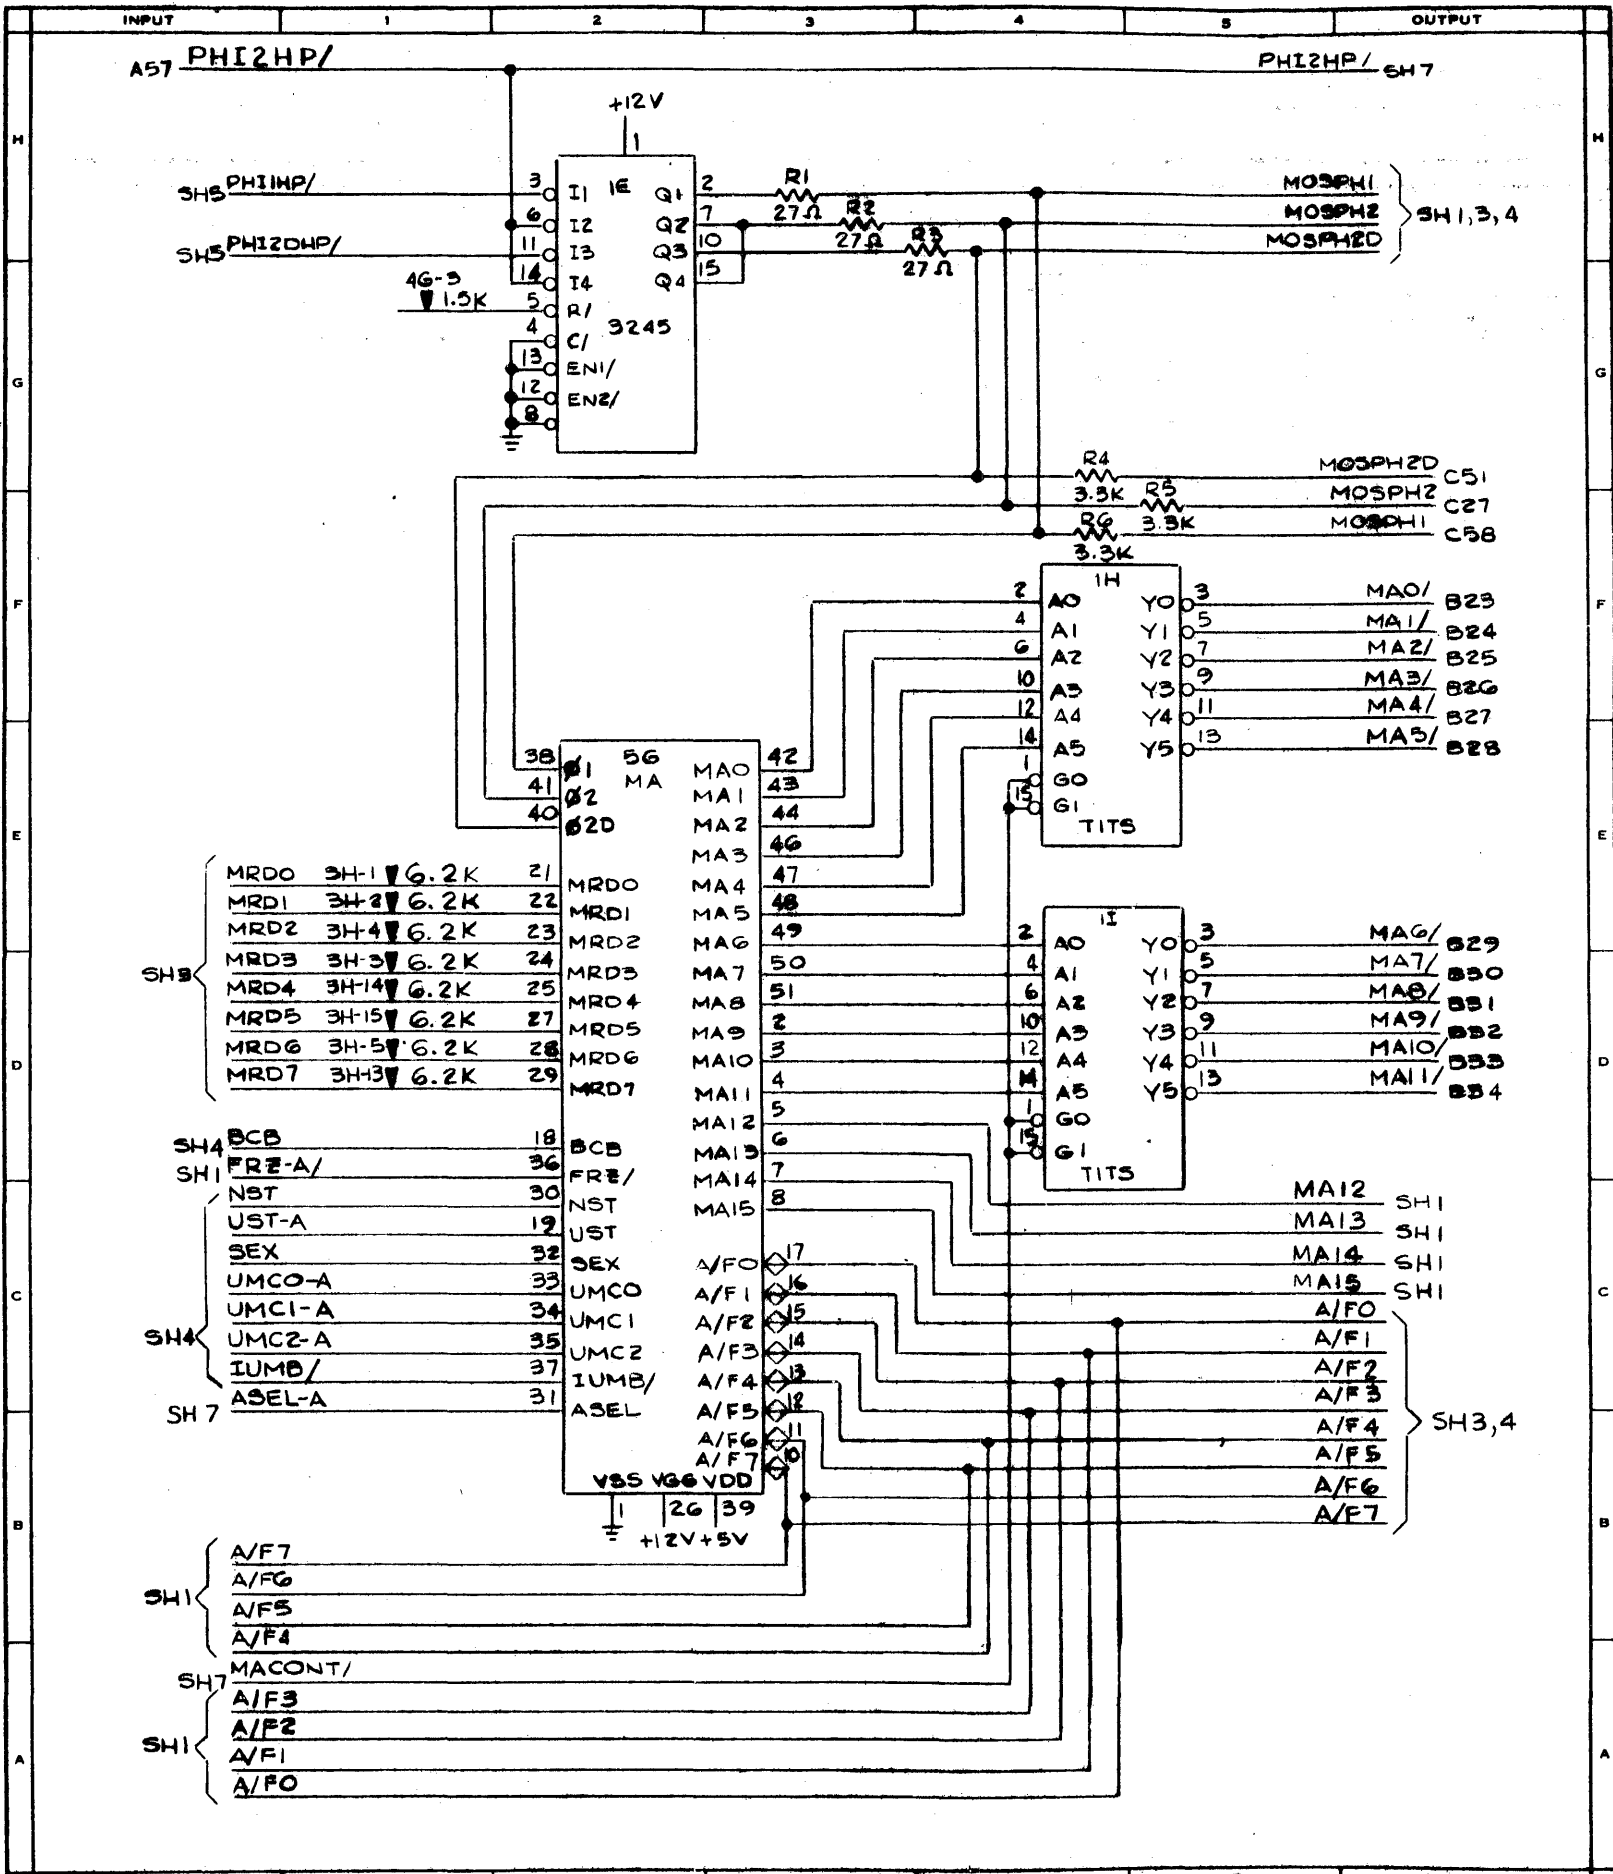 INPUT 1 2 3 4 5 OUTPUT
A57 PHI2HP/ PHI2HP/ SH7
+12V
1
H H
SH5 PHI1HP/ 3 I1 1E Q1 2 R1 27Ω MOSPH1
6 I2 Q2 7 R2 27Ω MOSPH2 SH1,3,4
SH5 PHI2DHP/ 11 I3 Q3 10 R3 27Ω MOSPH2D
14 I4 Q4 15
4G-3 1.5K 5 R/
3245
4 C/
13 EN1/
G G
12 EN2/
8
R4 3.3K MOSPH2D C51
R5 3.3K MOSPH2 C27
R6 3.3K MOSPH1 C58
1H
F F
2 A0 Y0 3 MA0/ B23
4 A1 Y1 5 MA1/ B24
6 A2 Y2 7 MA2/ B25
10 A3 Y3 9 MA3/ B26
12 A4 Y4 11 MA4/ B27
14 A5 Y5 13 MA5/ B28
1 G0
15 G1
TITS
E E
5G
MA
38 Ø1 MA0 42
41 Ø2 MA1 43
40 Ø2D MA2 44
MA3 46
MRD0 3H-1 6.2K 21 MRD0 MA4 47
MRD1 3H-2 6.2K 22 MRD1 MA5 48
MRD2 3H-4 6.2K 23 MRD2 MA6 49
MRD3 3H-3 6.2K 24 MRD3 MA7 50
SH3
MRD4 3H-14 6.2K 25 MRD4 MA8 51
MRD5 3H-15 6.2K 27 MRD5 MA9 2
MRD6 3H-5 6.2K 28 MRD6 MA10 3
MRD7 3H-13 6.2K 29 MRD7 MA11 4
1I
2 A0 Y0 3 MA6/ B29
4 A1 Y1 5 MA7/ B30
6 A2 Y2 7 MA8/ B31
10 A3 Y3 9 MA9/ B32
12 A4 Y4 11 MA10/ B33
14 A5 Y5 13 MA11/ B34
1 G0
15 G1
TITS
D D
MA12 5
SH4 BCB 18 BCB MA13 6
SH1 FRZ-A/ 36 FRZ/ MA14 7
NST 30 NST MA15 8
UST-A 19 UST
SEX 32 SEX A/F0 17
UMC0-A 33 UMC0 A/F1 16
UMC1-A 34 UMC1 A/F2 15
SH4
UMC2-A 35 UMC2 A/F3 14
IUMB/ 37 IUMB/ A/F4 13
SH7 ASEL-A 31 ASEL A/F5 12
A/F6 11
A/F7 10
MA12 SH1
MA13 SH1
MA14 SH1
MA15 SH1
C C
A/F0
A/F1
A/F2
A/F3
A/F4
A/F5
A/F6
A/F7
SH3,4
VSS VGG VDD
1 26 39
+12V +5V
B B
A/F7
A/F6
SH1
A/F5
A/F4
SH7 MACONT/
A/F3
A/F2
SH1
A/F1
A/F0
A A